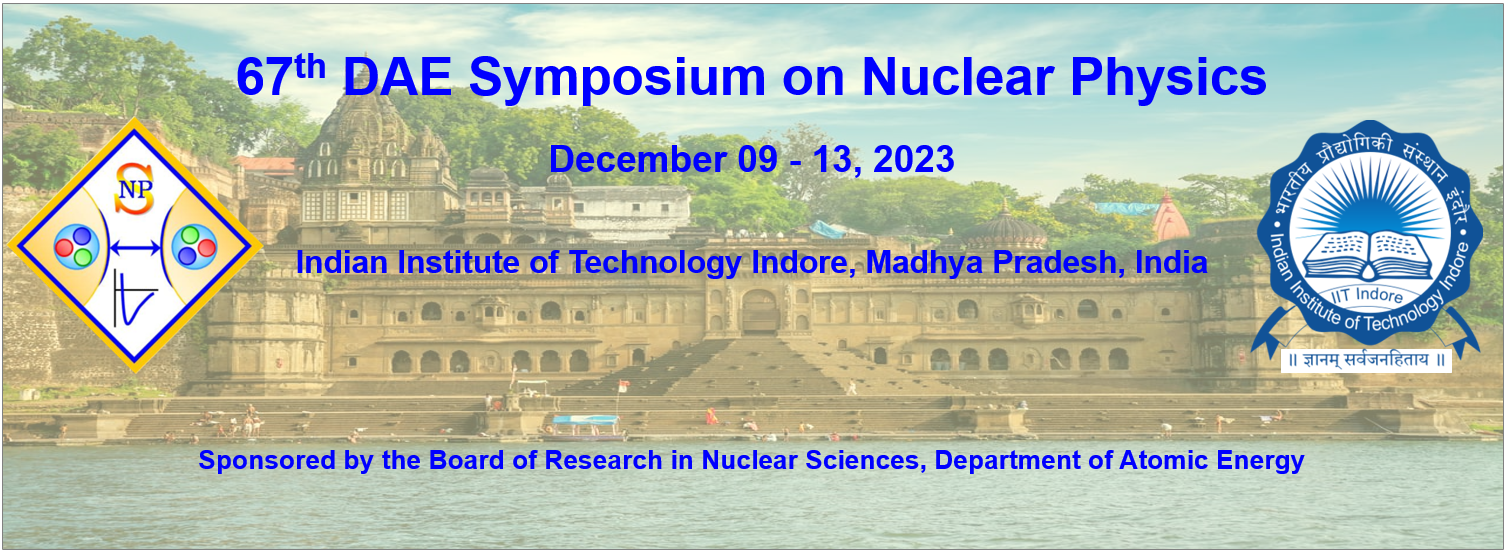 67th DAE Symposium on Nuclear Physics
December 09 - 13, 2023
SNP
Indian Institute of Technology Indore, Madhya Pradesh, India
• भारतीय प्रौद्योगिकी संस्थान इंदौर •
IIT Indore
Indian Institute of Technology Indore
॥ ज्ञानम् सर्वजनहिताय ॥
Sponsored by the Board of Research in Nuclear Sciences, Department of Atomic Energy